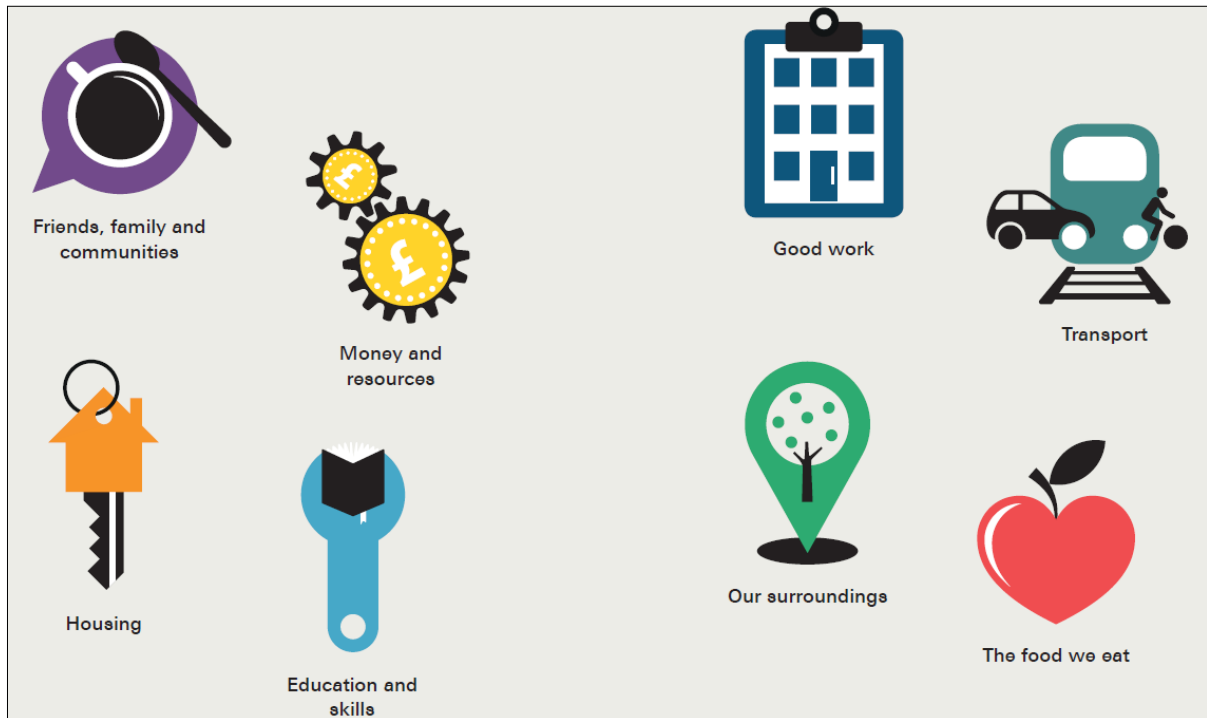 Friends, family and
communities
£
£
Money and
resources
Housing
Education and
skills
Good work
Transport
Our surroundings
The food we eat